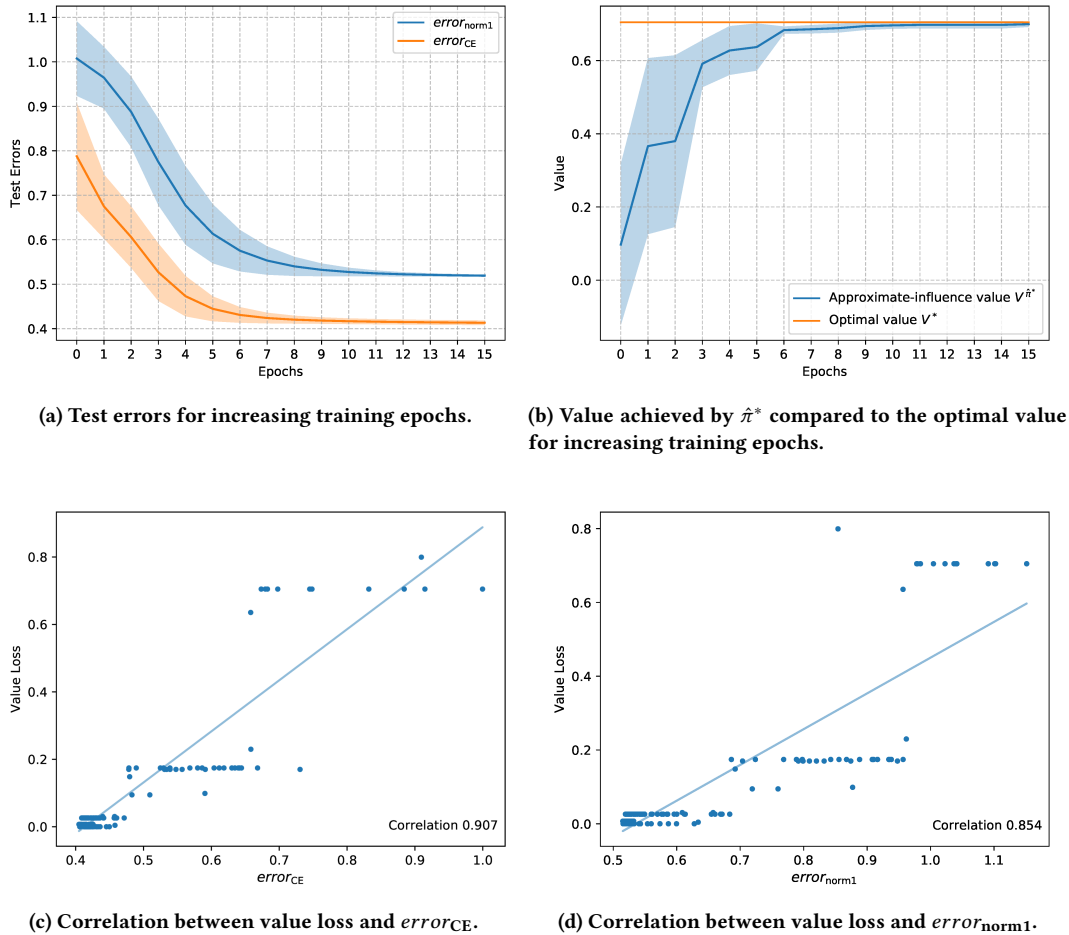 1.1
1.0
0.9
0.8
0.7
0.6
0.5
0.4
Test Errors
error_norm1
error_CE
0 1 2 3 4 5 6 7 8 9 10 11 12 13 14 15
Epochs
(a) Test errors for increasing training epochs.
0.6
0.4
0.2
0.0
Value
Approximate-influence value V^π̂*
Optimal value V*
0 1 2 3 4 5 6 7 8 9 10 11 12 13 14 15
Epochs
(b) Value achieved by π̂* compared to the optimal value
for increasing training epochs.
0.8
0.6
0.4
0.2
0.0
Value Loss
Correlation 0.907
0.4 0.5 0.6 0.7 0.8 0.9 1.0
error_CE
(c) Correlation between value loss and error_CE.
0.8
0.6
0.4
0.2
0.0
Value Loss
Correlation 0.854
0.5 0.6 0.7 0.8 0.9 1.0 1.1
error_norm1
(d) Correlation between value loss and error_norm1.